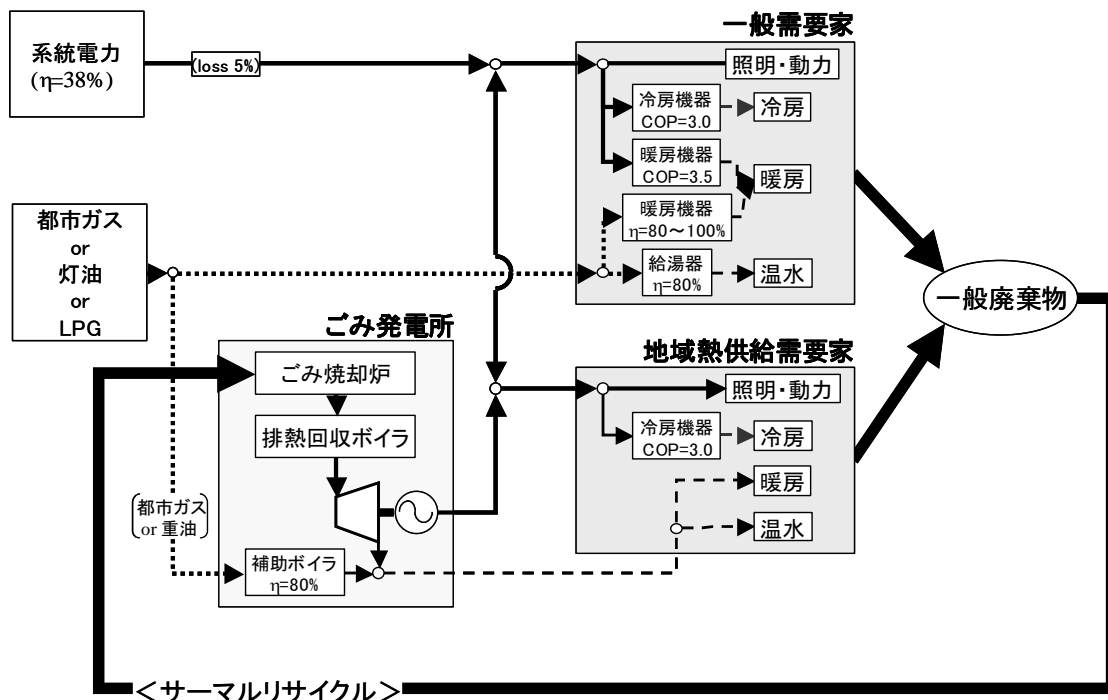 系統電力
(η=38%)
(loss 5%)
一般需要家
照明・動力
冷房機器
COP=3.0
冷房
暖房機器
COP=3.5
暖房
暖房機器
η=80～100%
給湯器
η=80%
温水
都市ガス
or
灯油
or
LPG
一般廃棄物
ごみ発電所
ごみ焼却炉
排熱回収ボイラ
都市ガス
or 重油
補助ボイラ
η=80%
地域熱供給需要家
照明・動力
冷房機器
COP=3.0
冷房
暖房
温水
＜サーマルリサイクル＞